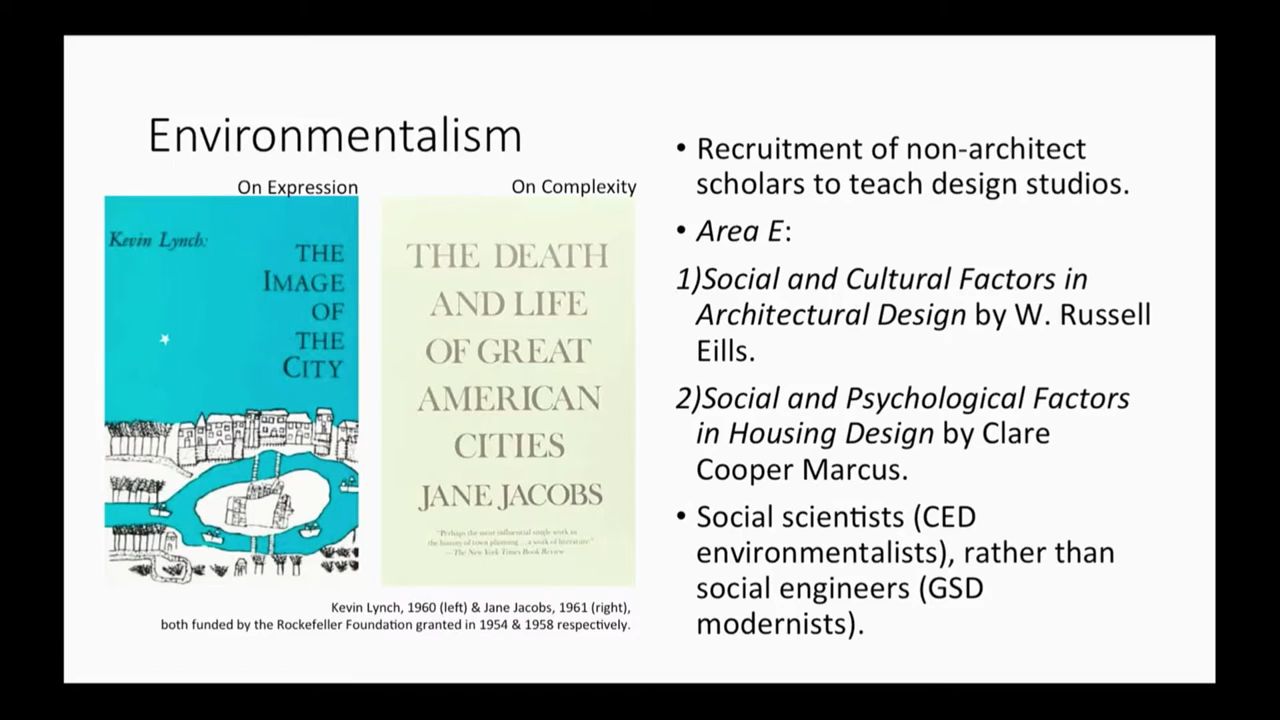 Environmentalism
On Expression
On Complexity
Kevin Lynch:
THE
IMAGE
OF
THE
CITY
THE DEATH
AND LIFE
OF GREAT
AMERICAN
CITIES
JANE JACOBS
"Perhaps the most influential single work in
the history of town planning....a work of literature"
—The New York Times Book Review
Kevin Lynch, 1960 (left) & Jane Jacobs, 1961 (right),
both funded by the Rockefeller Foundation granted in 1954 & 1958 respectively.
• Recruitment of non-architect
scholars to teach design studios.
• Area E:
1)Social and Cultural Factors in
Architectural Design by W. Russell
Eills.
2)Social and Psychological Factors
in Housing Design by Clare
Cooper Marcus.
• Social scientists (CED
environmentalists), rather than
social engineers (GSD
modernists).